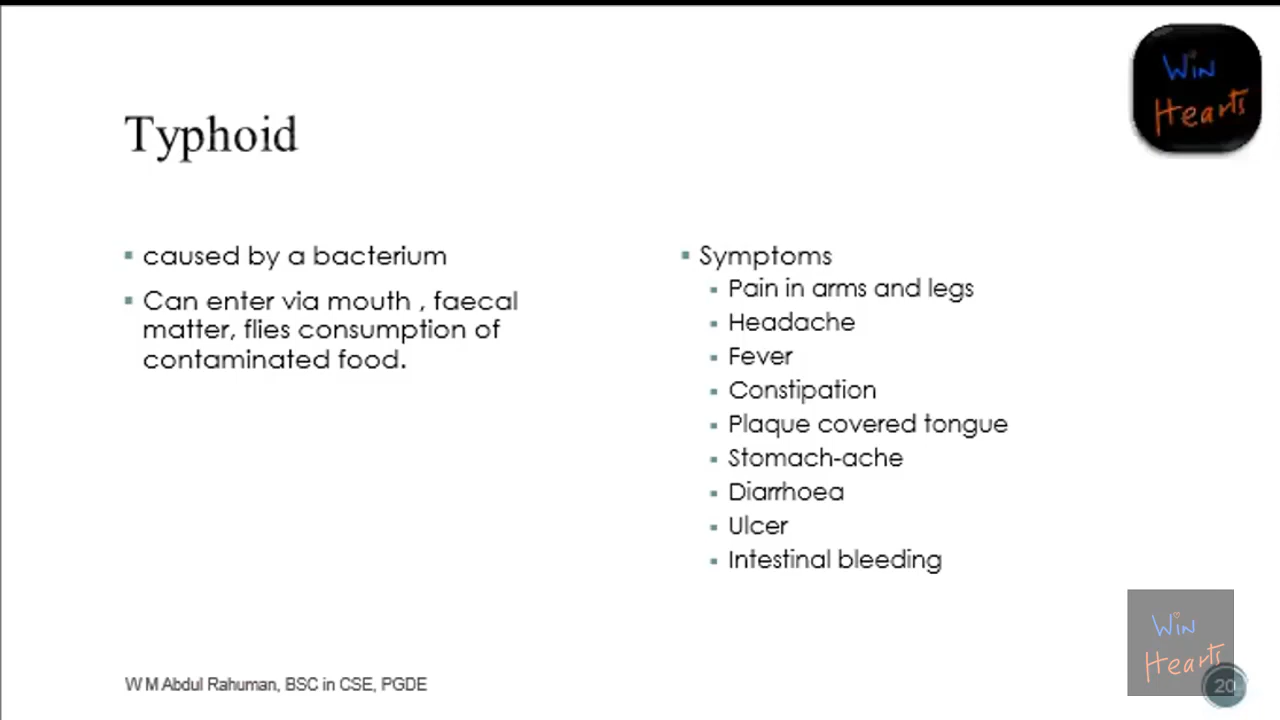 Win
Hearts
Typhoid
caused by a bacterium
Can enter via mouth , faecal
matter, flies consumption of
contaminated food.
Symptoms
Pain in arms and legs
Headache
Fever
Constipation
Plaque covered tongue
Stomach-ache
Diarrhoea
Ulcer
Intestinal bleeding
Win
Hearts
W M Abdul Rahuman, BSC in CSE, PGDE
20